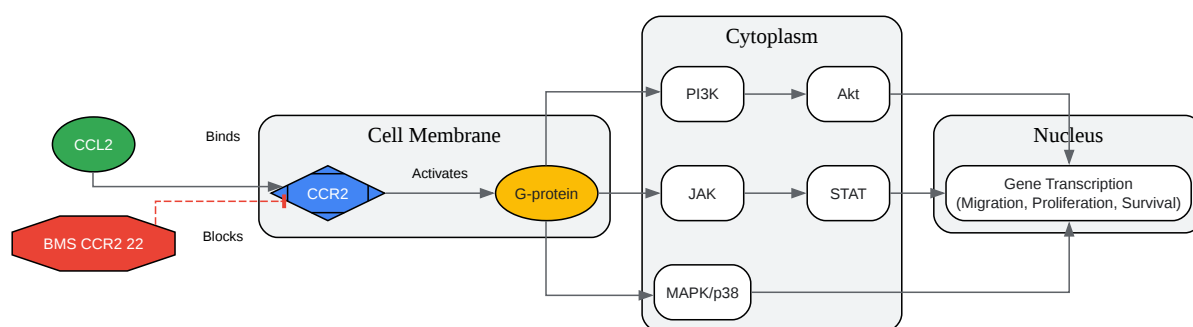 Cytoplasm
PI3K
Akt
CCL2
Binds
Cell Membrane
Nucleus
Activates
CCR2
G-protein
JAK
STAT
Gene Transcription
(Migration, Proliferation, Survival)
BMS CCR2 22
Blocks
MAPK/p38